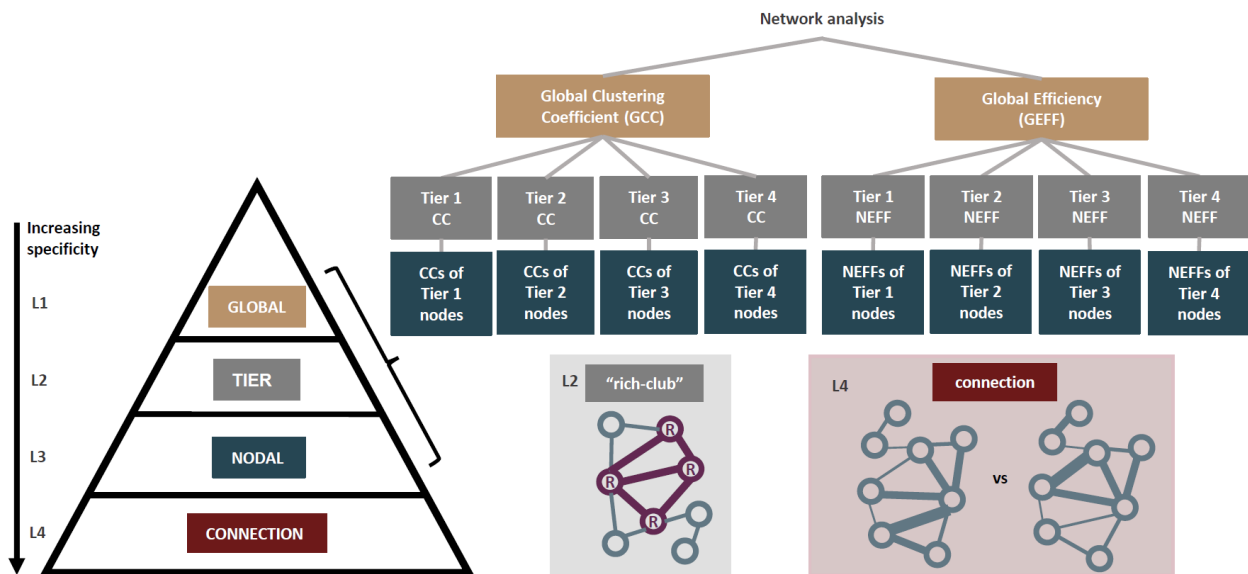 Network analysis
Global Clustering
Coefficient (GCC)
Global Efficiency
(GEFF)
Tier 1
CC
Tier 2
CC
Tier 3
CC
Tier 4
CC
Tier 1
NEFF
Tier 2
NEFF
Tier 3
NEFF
Tier 4
NEFF
CCs of
Tier 1
nodes
CCs of
Tier 2
nodes
CCs of
Tier 3
nodes
CCs of
Tier 4
nodes
NEFFs of
Tier 1
nodes
NEFFs of
Tier 2
nodes
NEFFs of
Tier 3
nodes
NEFFs of
Tier 4
nodes
Increasing
specificity
L1
GLOBAL
L2
TIER
L3
NODAL
L4
CONNECTION
L2
“rich-club”
R
R
R
R
L4
connection
vs